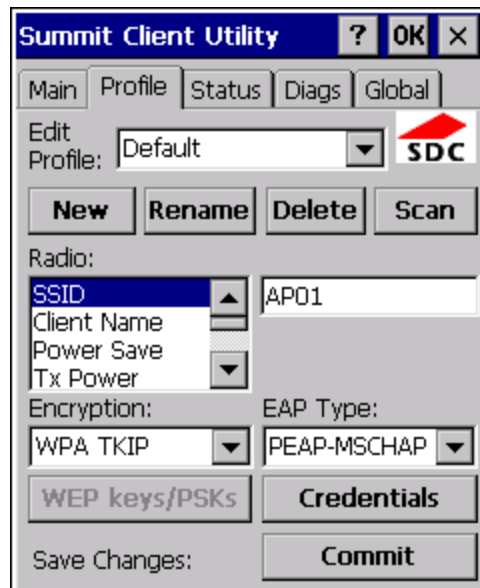 Summit Client Utility ? OK ×
Main Profile Status Diags Global
Edit
Profile: Default
SDC
New Rename Delete Scan
Radio:
SSID AP01
Client Name
Power Save
Tx Power
Encryption: EAP Type:
WPA TKIP PEAP-MSCHAP
WEP keys/PSKs Credentials
Save Changes: Commit